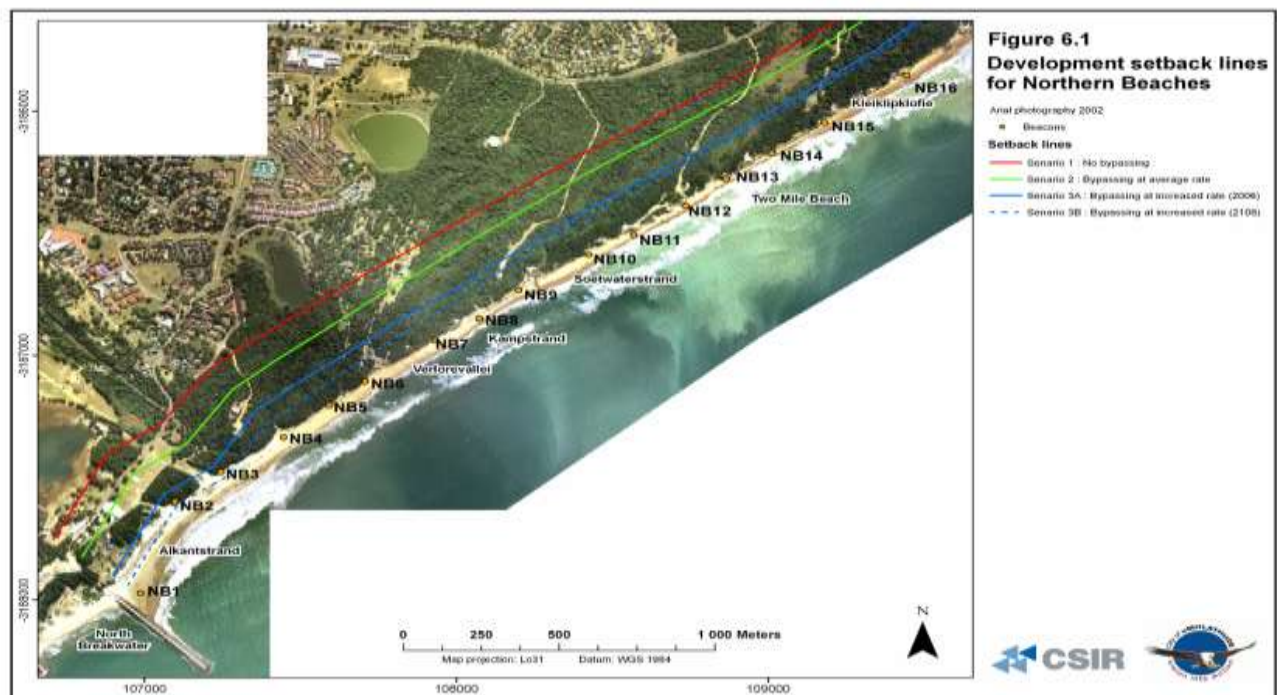 Figure 6.1
Development setback lines
for Northern Beaches
Arial photography 2002
Beacons
Setback lines
Senario 1 : No bypassing
Senario 2 : Bypassing at average rate
Senario 3A : Bypassing at increased rate (2006)
Senario 3B : Bypassing at increased rate (2106)
-3186000
-3187000
-3188000
NB16
Kleiklipklofie
NB15
NB14
NB13
Two Mile Beach
NB12
NB11
NB10
Soetwaterstrand
NB9
NB8
Kampstrand
NB7
Verlorevallei
NB6
NB5
NB4
NB3
NB2
Alkantstrand
NB1
North
Breakwater
0 250 500 1 000 Meters
Map projection: Lo31 Datum: WGS 1984
N
107000 108000 109000
CSIR